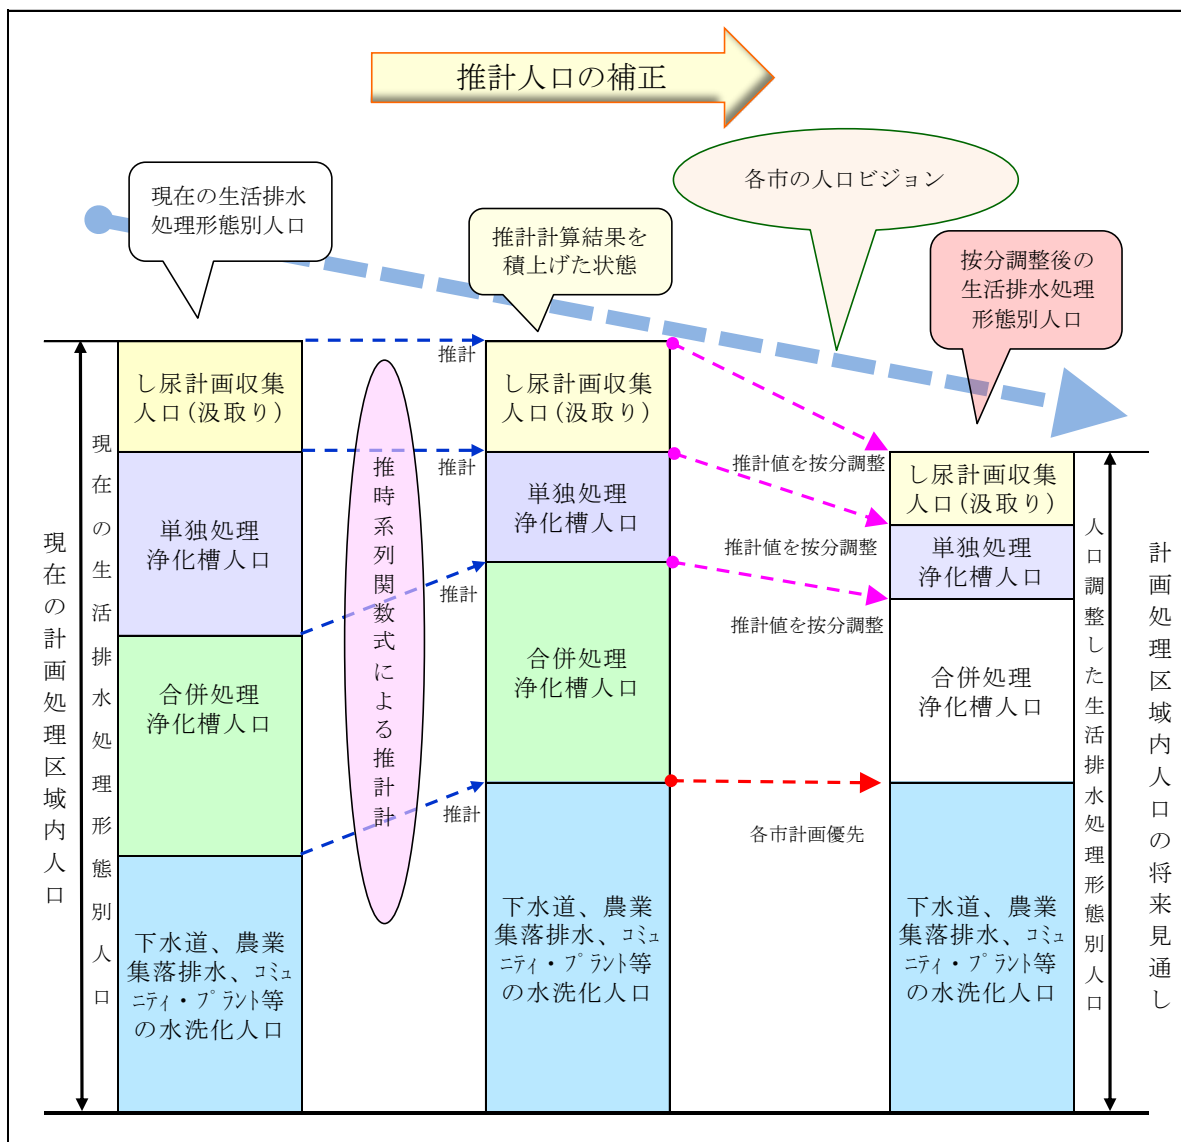 推計人口の補正
現在の生活排水
処理形態別人口
推計計算結果を
積上げた状態
各市の人口ビジョン
按分調整後の
生活排水処理
形態別人口
現在の計画処理区域内人口
現在の生活排水処理形態別人口
し尿計画収集
人口(汲取り)
単独処理
浄化槽人口
合併処理
浄化槽人口
下水道、農業
集落排水、ｺﾐｭ
ﾆﾃｨ・ﾌﾟﾗﾝﾄ等
の水洗化人口
推計
推計
推計
推計
推時系列関数式による推計計
し尿計画収集
人口(汲取り)
単独処理
浄化槽人口
合併処理
浄化槽人口
下水道、農業
集落排水、ｺﾐｭ
ﾆﾃｨ・ﾌﾟﾗﾝﾄ等
の水洗化人口
推計値を按分調整
推計値を按分調整
推計値を按分調整
各市計画優先
し尿計画収集
人口(汲取り)
単独処理
浄化槽人口
合併処理
浄化槽人口
下水道、農業
集落排水、ｺﾐｭ
ﾆﾃｨ・ﾌﾟﾗﾝﾄ等
の水洗化人口
人口調整した生活排水処理形態別人口
計画処理区域内人口の将来見通し